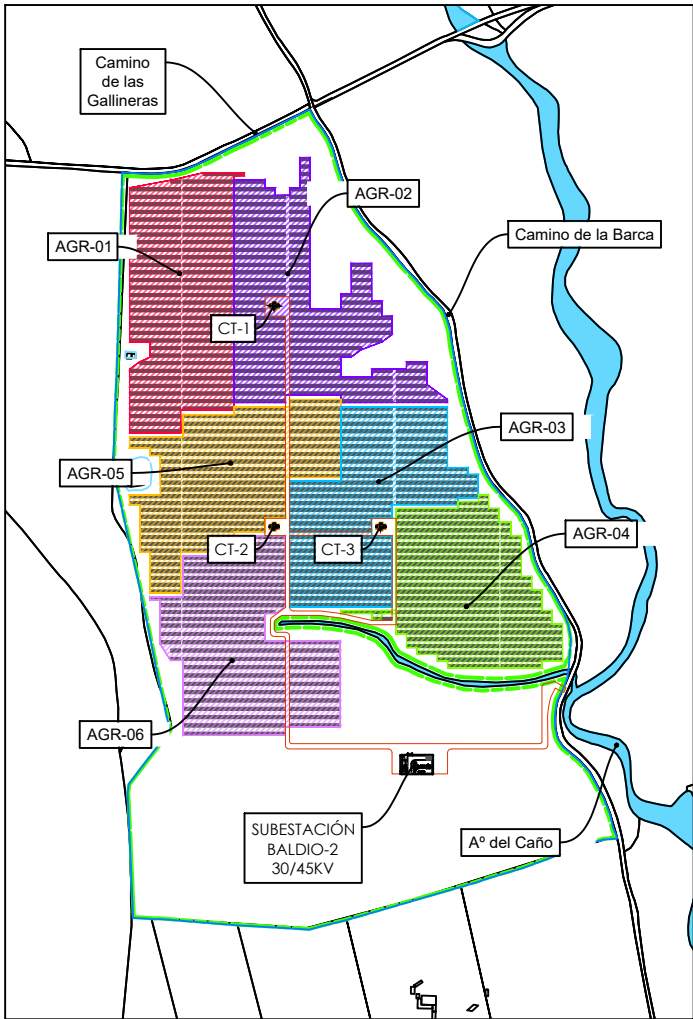 Camino
de las
Gallineras
AGR-02
AGR-01
Camino de la Barca
CT-1
E
AGR-03
AGR-05
AGR-04
CT-2
CT-3
AGR-06
SUBESTACIÓN
BALDIO-2
30/45KV
Aº del Caño